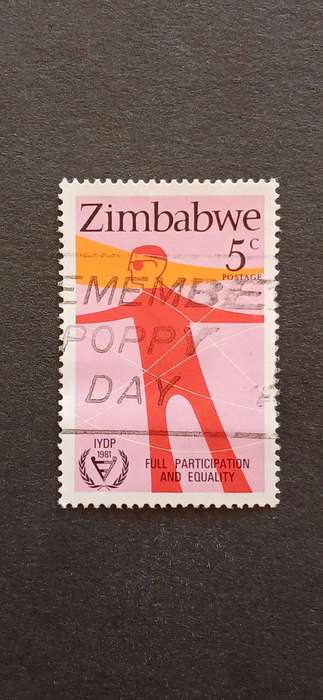 Zimbabwe
5c
POSTAGE
EMEMBE
POPPY
DAY
IYDP
1981
FULL PARTICIPATION
AND EQUALITY